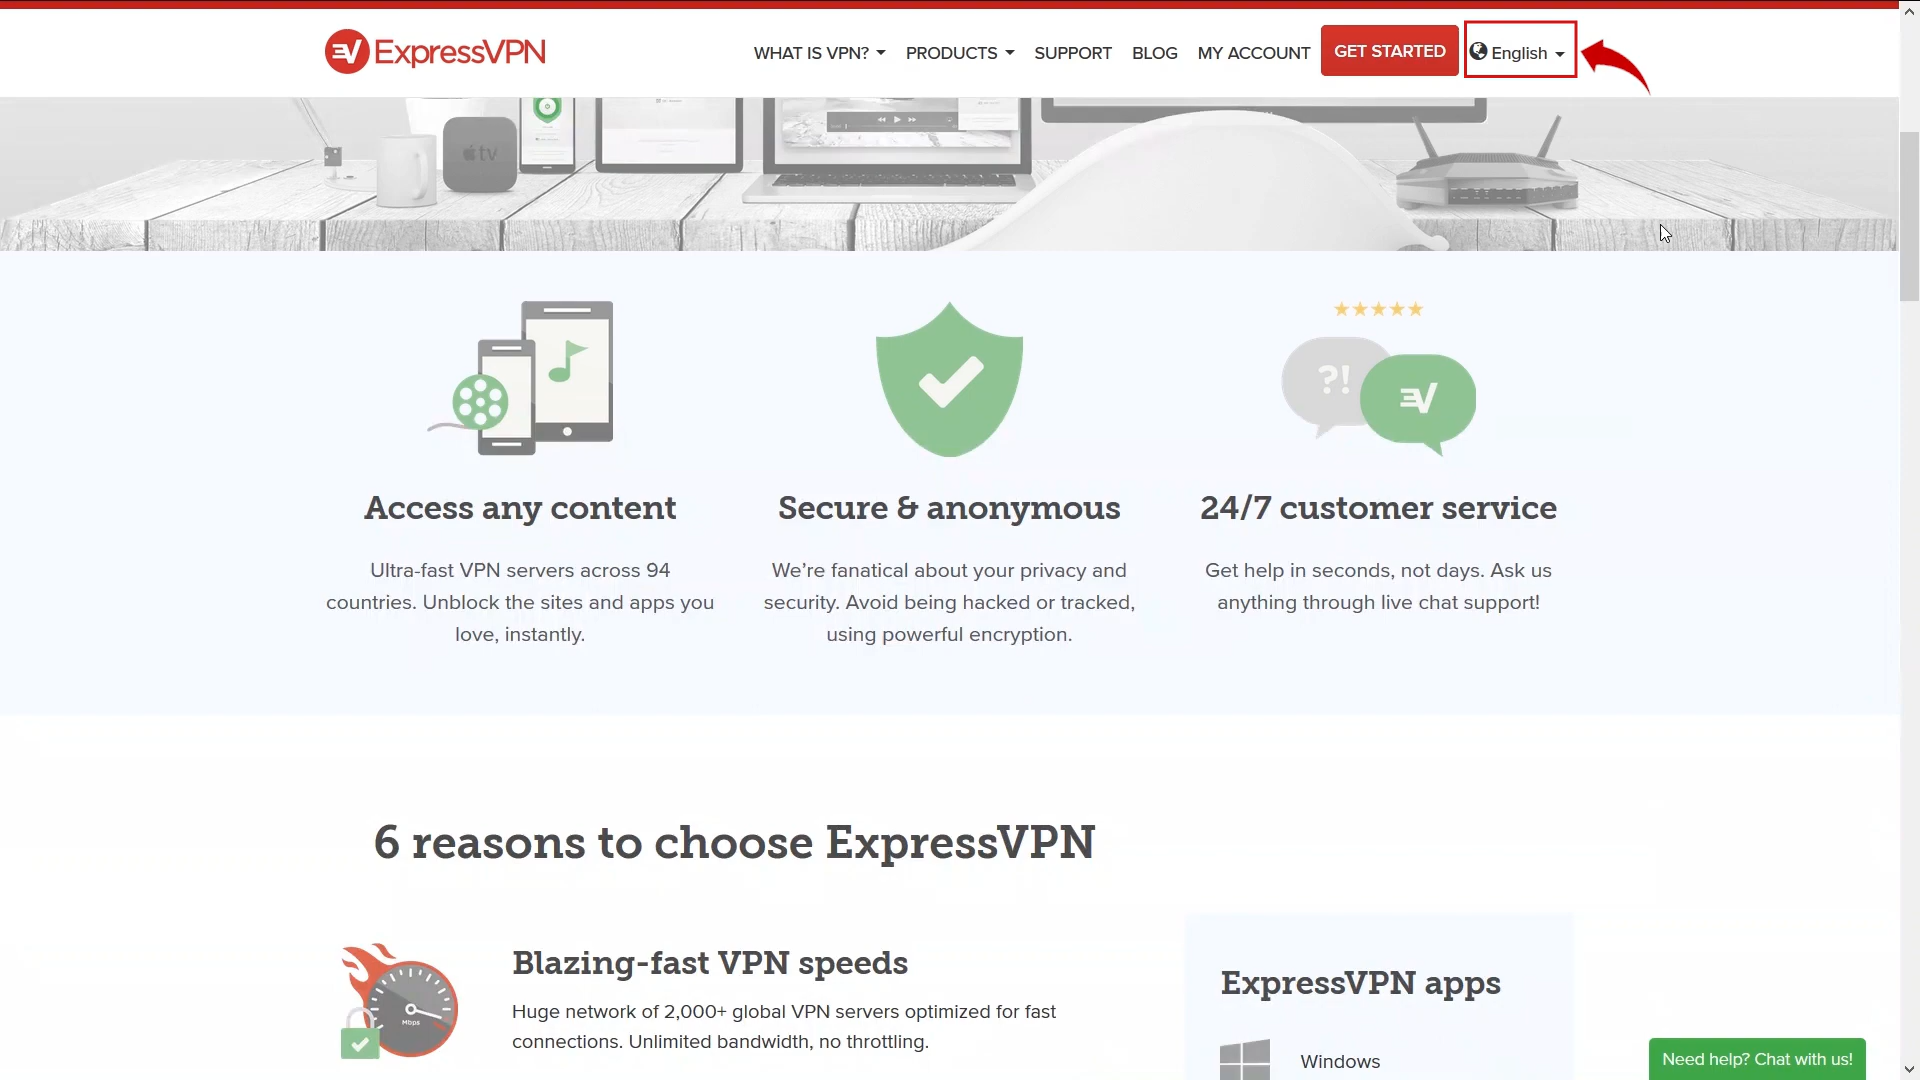 ExpressVPN
WHAT IS VPN?
PRODUCTS
SUPPORT
BLOG
MY ACCOUNT
GET STARTED
English
tv
?!
Access any content
Ultra-fast VPN servers across 94
countries. Unblock the sites and apps you
love, instantly.
Secure & anonymous
We’re fanatical about your privacy and
security. Avoid being hacked or tracked,
using powerful encryption.
24/7 customer service
Get help in seconds, not days. Ask us
anything through live chat support!
6 reasons to choose ExpressVPN
Mbps
Blazing-fast VPN speeds
Huge network of 2,000+ global VPN servers optimized for fast
connections. Unlimited bandwidth, no throttling.
ExpressVPN apps
Windows
Need help? Chat with us!